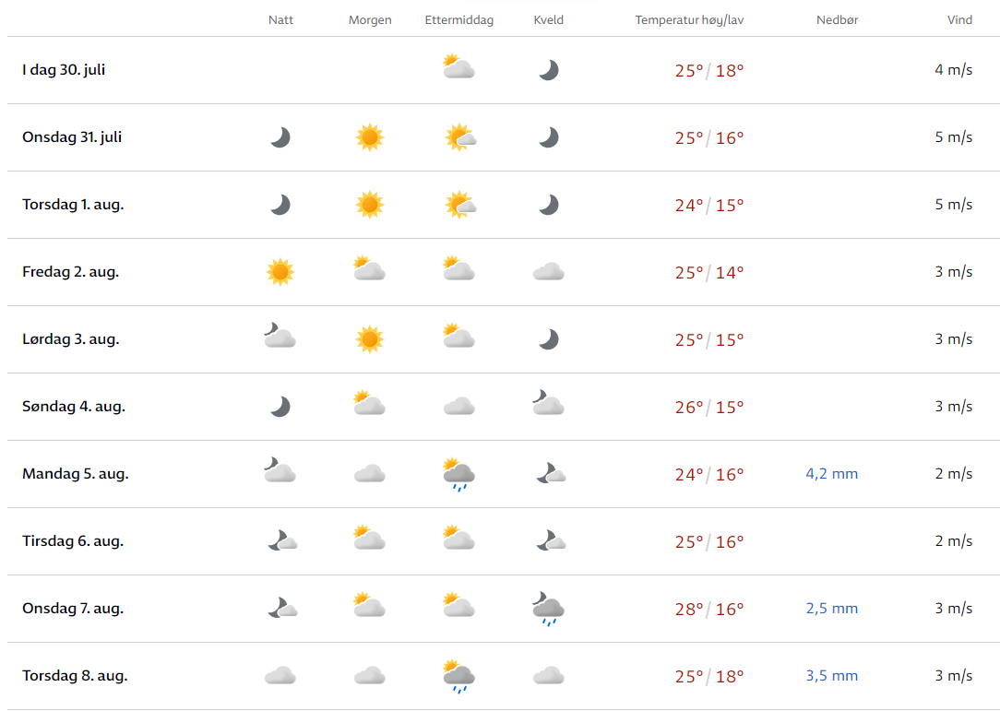 Natt Morgen Ettermiddag Kveld Temperatur høy/lav Nedbør Vind
I dag 30. juli 25°/18° 4 m/s
Onsdag 31. juli 25°/16° 5 m/s
Torsdag 1. aug. 24°/15° 5 m/s
Fredag 2. aug. 25°/14° 3 m/s
Lørdag 3. aug. 25°/15° 3 m/s
Søndag 4. aug. 26°/15° 3 m/s
Mandag 5. aug. 24°/16° 4,2 mm 2 m/s
Tirsdag 6. aug. 25°/16° 2 m/s
Onsdag 7. aug. 28°/16° 2,5 mm 3 m/s
Torsdag 8. aug. 25°/18° 3,5 mm 3 m/s